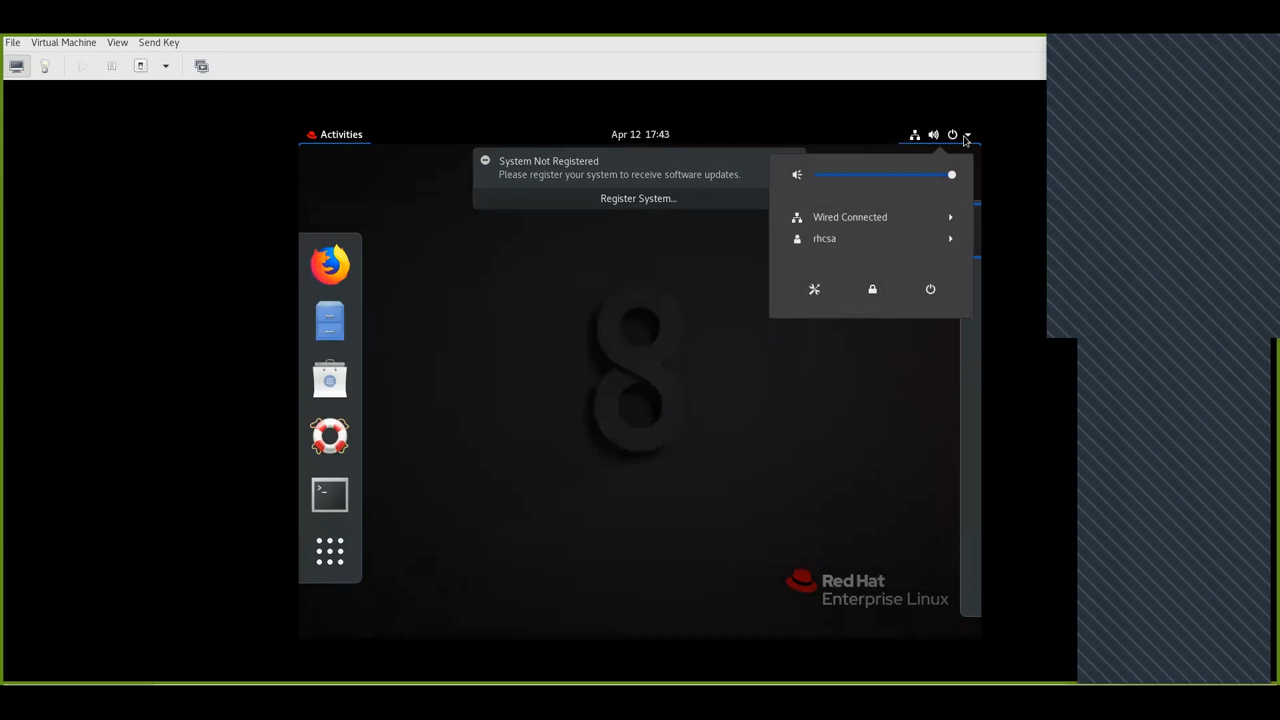 File Virtual Machine View Send Key
Activities Apr 12 17:43
System Not Registered
Please register your system to receive software updates.
Register System...
Wired Connected
rhcsa
8
>_
Red Hat
Enterprise Linux